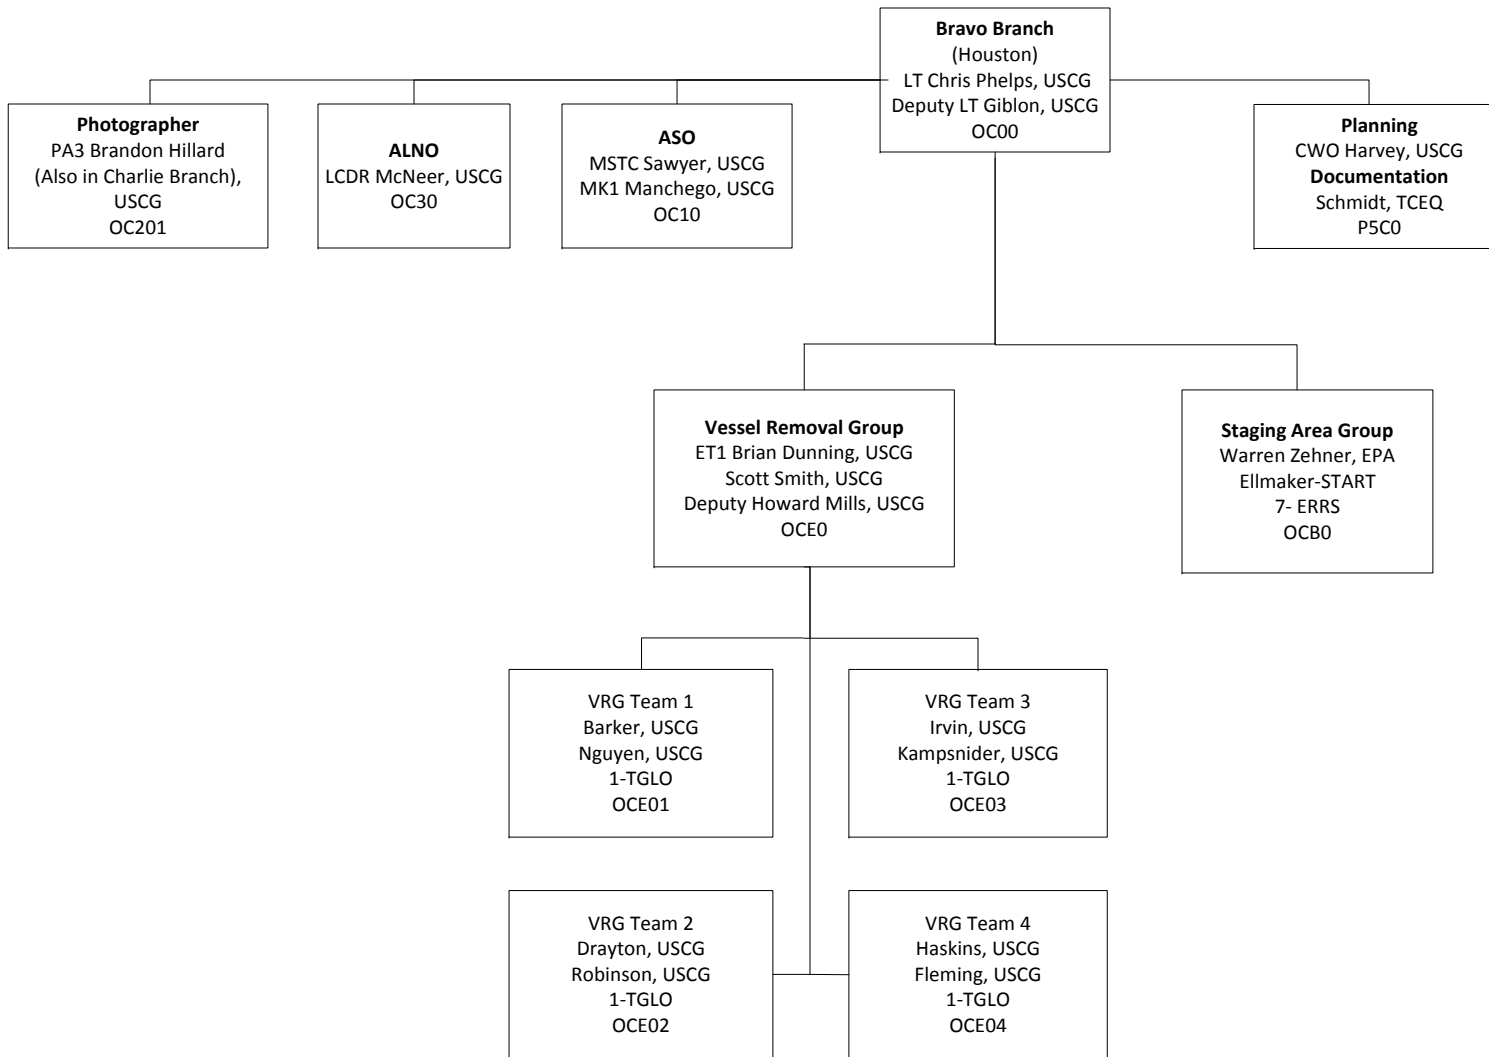 Bravo Branch
(Houston)
LT Chris Phelps, USCG
Deputy LT Giblon, USCG
OC00
Photographer
PA3 Brandon Hillard
(Also in Charlie Branch),
USCG
OC201
ALNO
LCDR McNeer, USCG
OC30
ASO
MSTC Sawyer, USCG
MK1 Manchego, USCG
OC10
Planning
CWO Harvey, USCG
Documentation
Schmidt, TCEQ
P5C0
Vessel Removal Group
ET1 Brian Dunning, USCG
Scott Smith, USCG
Deputy Howard Mills, USCG
OCE0
Staging Area Group
Warren Zehner, EPA
Ellmaker-START
7- ERRS
OCB0
VRG Team 1
Barker, USCG
Nguyen, USCG
1-TGLO
OCE01
VRG Team 3
Irvin, USCG
Kampsnider, USCG
1-TGLO
OCE03
VRG Team 2
Drayton, USCG
Robinson, USCG
1-TGLO
OCE02
VRG Team 4
Haskins, USCG
Fleming, USCG
1-TGLO
OCE04